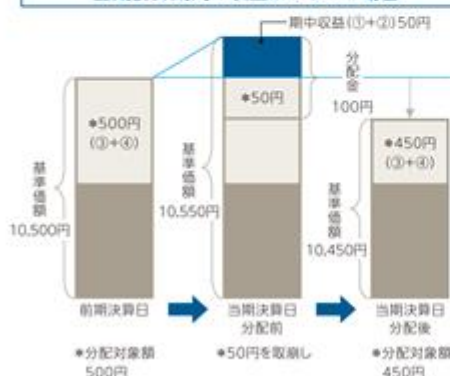 期中収益(①+②)50円
分配金
100円
*50円
*500円
(③+④)
*450円
(③+④)
基準価額
10,500円
基準価額
10,550円
基準価額
10,450円
前期決算日
当期決算日
分配前
当期決算日
分配後
*分配対象額
500円
*50円を取崩し
*分配対象額
450円